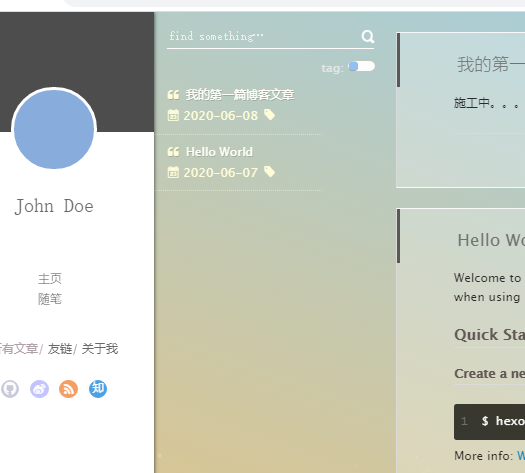 John Doe
主页
随笔
所有文章/ 友链/ 关于我
知
find something…
tag:
我的第一篇博客文章
2020-06-08
Hello World
2020-06-07
我的第一
施工中。。。
Hello Wo
Welcome to
when using
Quick Sta
Create a ne
1 $ hexo
More info: W